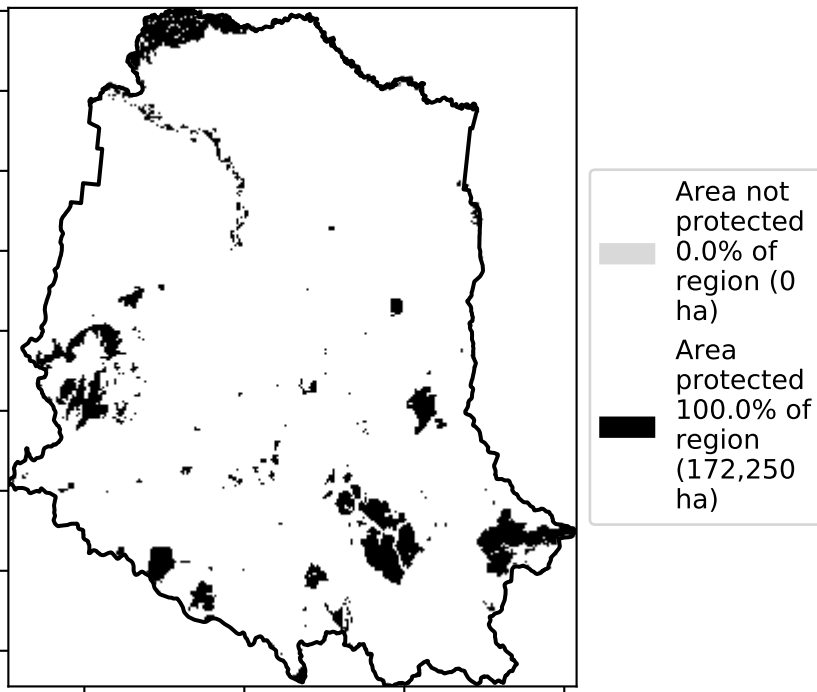 Area not
protected
0.0% of
region (0
ha)
Area
protected
100.0% of
region
(172,250
ha)